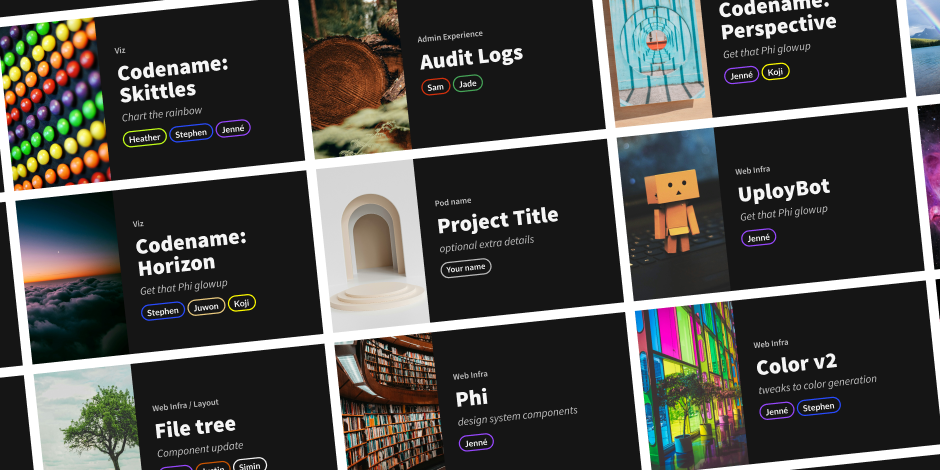 Viz
Codename:
Skittles
Chart the rainbow
Heather Stephen Jenné
Admin Experience
Audit Logs
Sam Jade
Codename:
Perspective
Get that Phi glowup
Jenné Koji
Viz
Codename:
Horizon
Get that Phi glowup
Stephen Juwon Koji
Pod name
Project Title
optional extra details
Your name
Web Infra
UployBot
Get that Phi glowup
Jenné
Web Infra / Layout
File tree
Component update
Simin
Web Infra
Phi
design system components
Jenné
Web Infra
Color v2
tweaks to color generation
Jenné Stephen